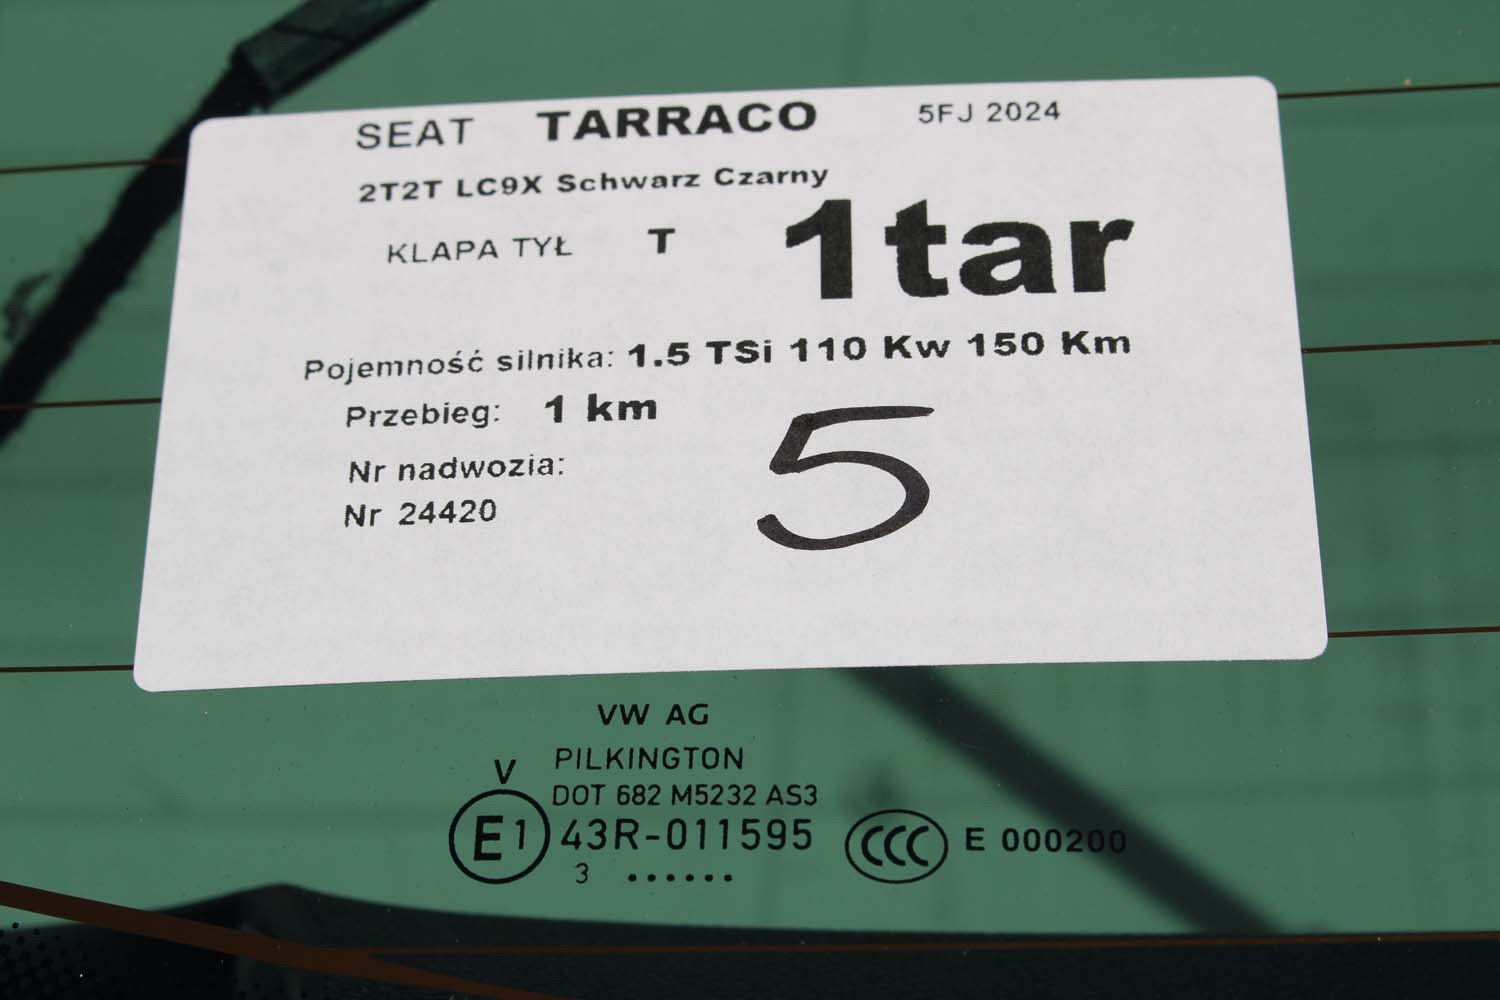 SEAT TARRACO 5FJ 2024
2T2T LC9X Schwarz Czarny
KLAPA TYŁ T 1tar
Pojemność silnika: 1.5 TSi 110 Kw 150 Km
Przebieg: 1 km
Nr nadwozia:
Nr 24420
5
VW AG
V PILKINGTON
DOT 682 M5232 AS3
E1 43R-011595 CCC E 000200
3 ......